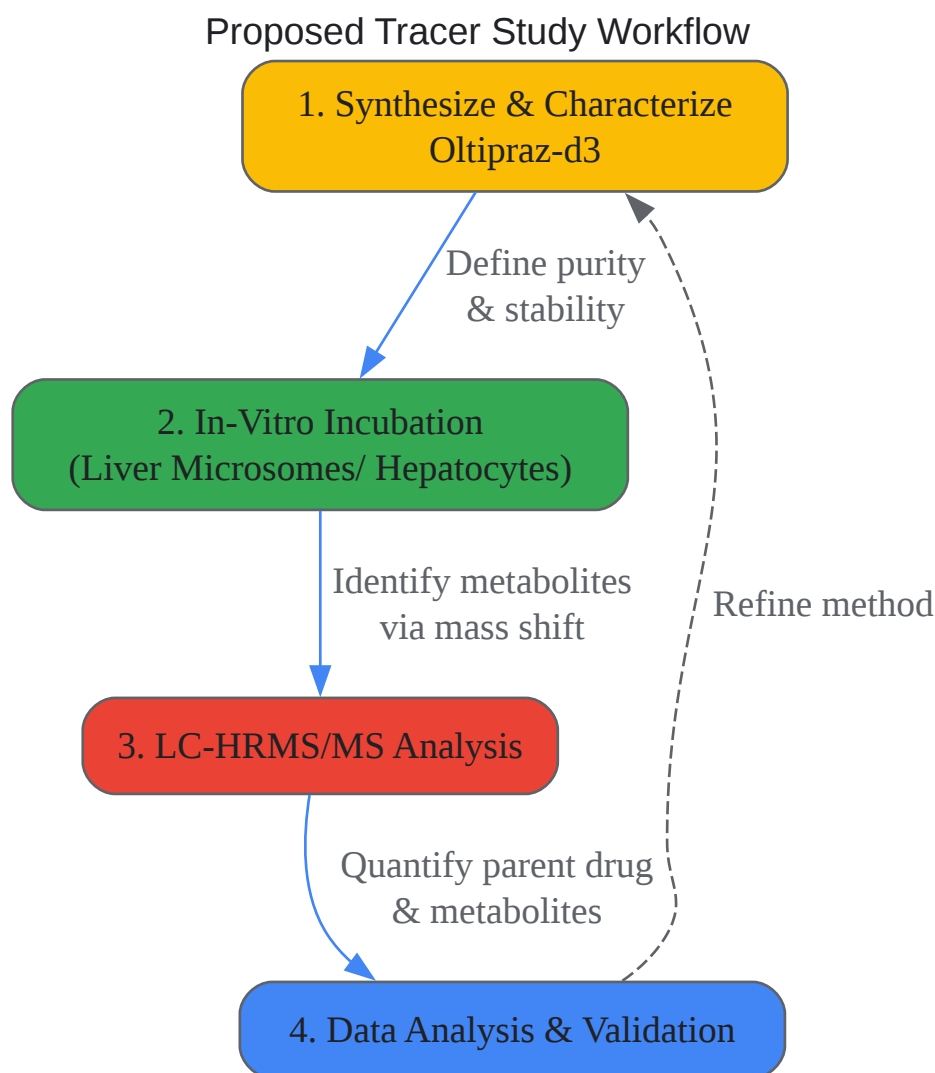 Proposed Tracer Study Workflow
1. Synthesize & Characterize
Oltipraz-d3
Define purity
& stability
2. In-Vitro Incubation
(Liver Microsomes/ Hepatocytes)
Identify metabolites
via mass shift
Refine method
3. LC-HRMS/MS Analysis
Quantify parent drug
& metabolites
4. Data Analysis & Validation